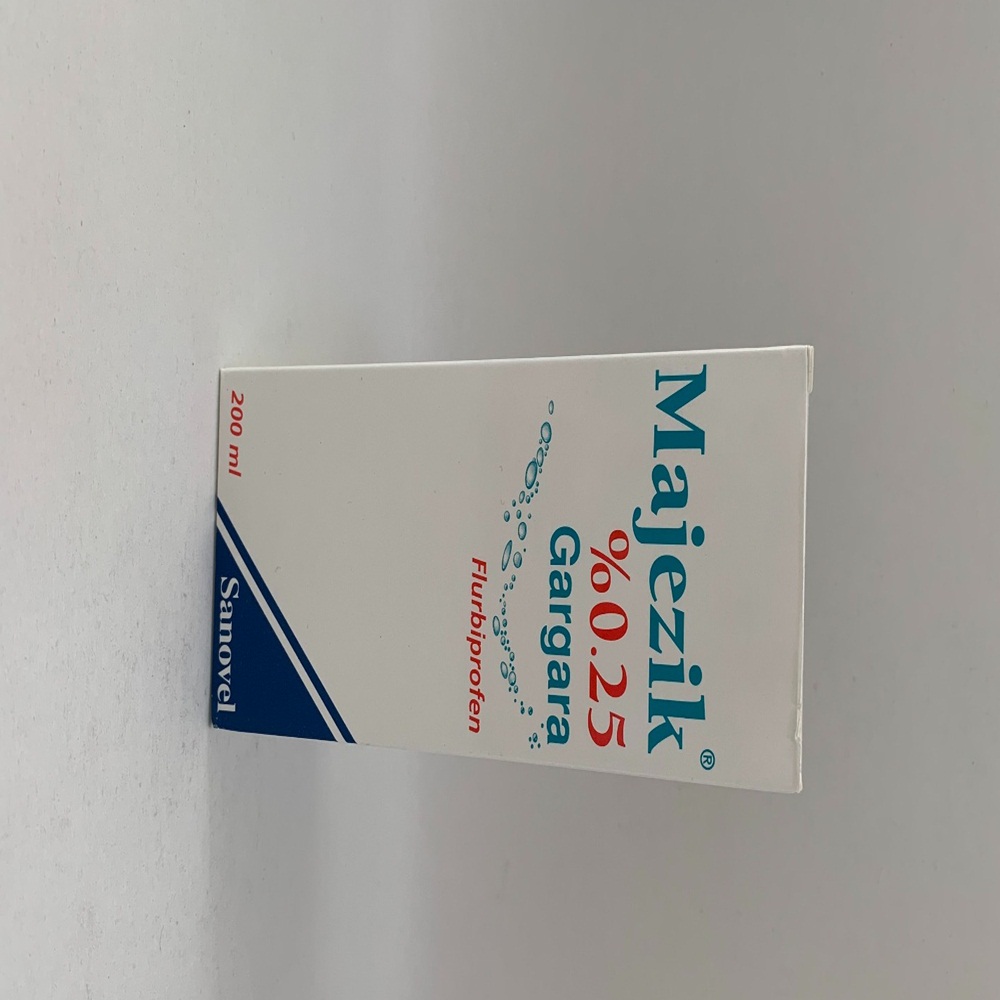 Majezik®
%0.25
Gargara
Flurbiprofen
200 ml
Sanovel